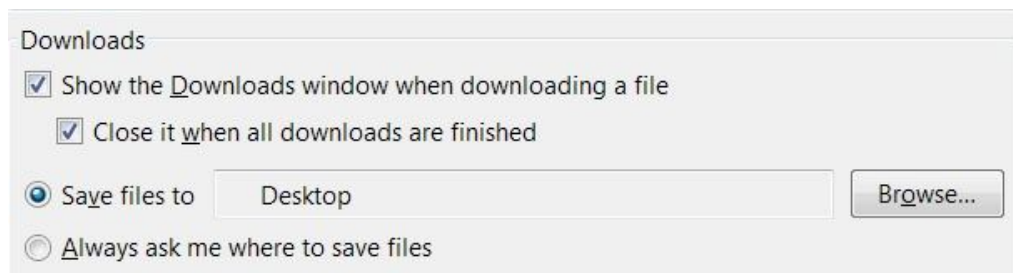 Downloads
Show the Downloads window when downloading a file
Close it when all downloads are finished
Save files to Desktop Browse...
Always ask me where to save files